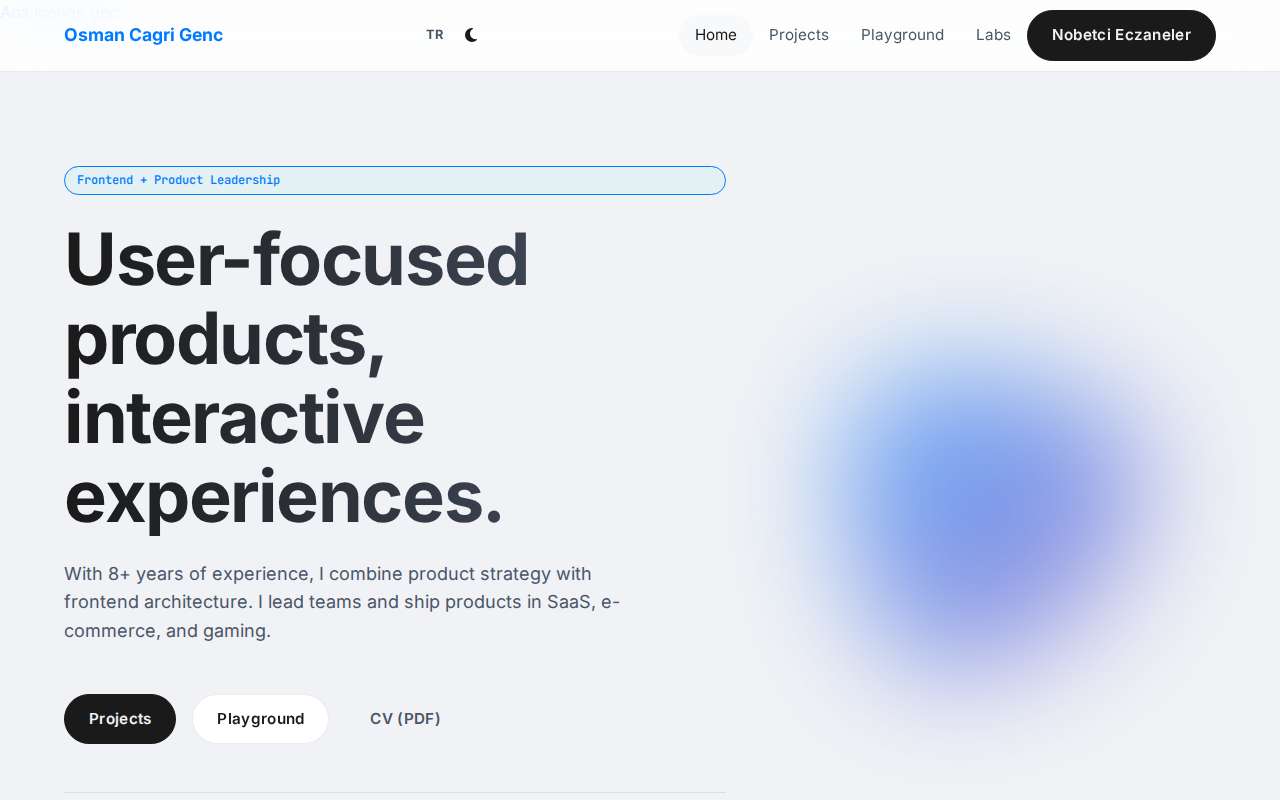 Osman Cagri Genc
TR
Home
Projects
Playground
Labs
Nobetci Eczaneler
Frontend + Product Leadership
User-focused
products,
interactive
experiences.
With 8+ years of experience, I combine product strategy with
frontend architecture. I lead teams and ship products in SaaS, e-
commerce, and gaming.
Projects
Playground
CV (PDF)